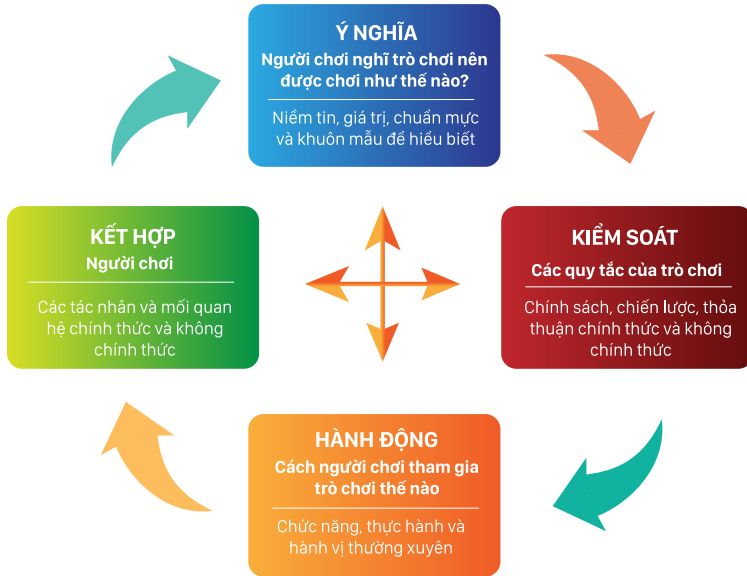 Ý NGHĨA
Người chơi nghĩ trò chơi nên
được chơi như thế nào?
Niềm tin, giá trị, chuẩn mực
và khuôn mẫu để hiểu biết
KẾT HỢP
Người chơi
Các tác nhân và mối quan
hệ chính thức và không
chính thức
KIỂM SOÁT
Các quy tắc của trò chơi
Chính sách, chiến lược, thỏa
thuận chính thức và không
chính thức
HÀNH ĐỘNG
Cách người chơi tham gia
trò chơi thế nào
Chức năng, thực hành và
hành vị thường xuyên